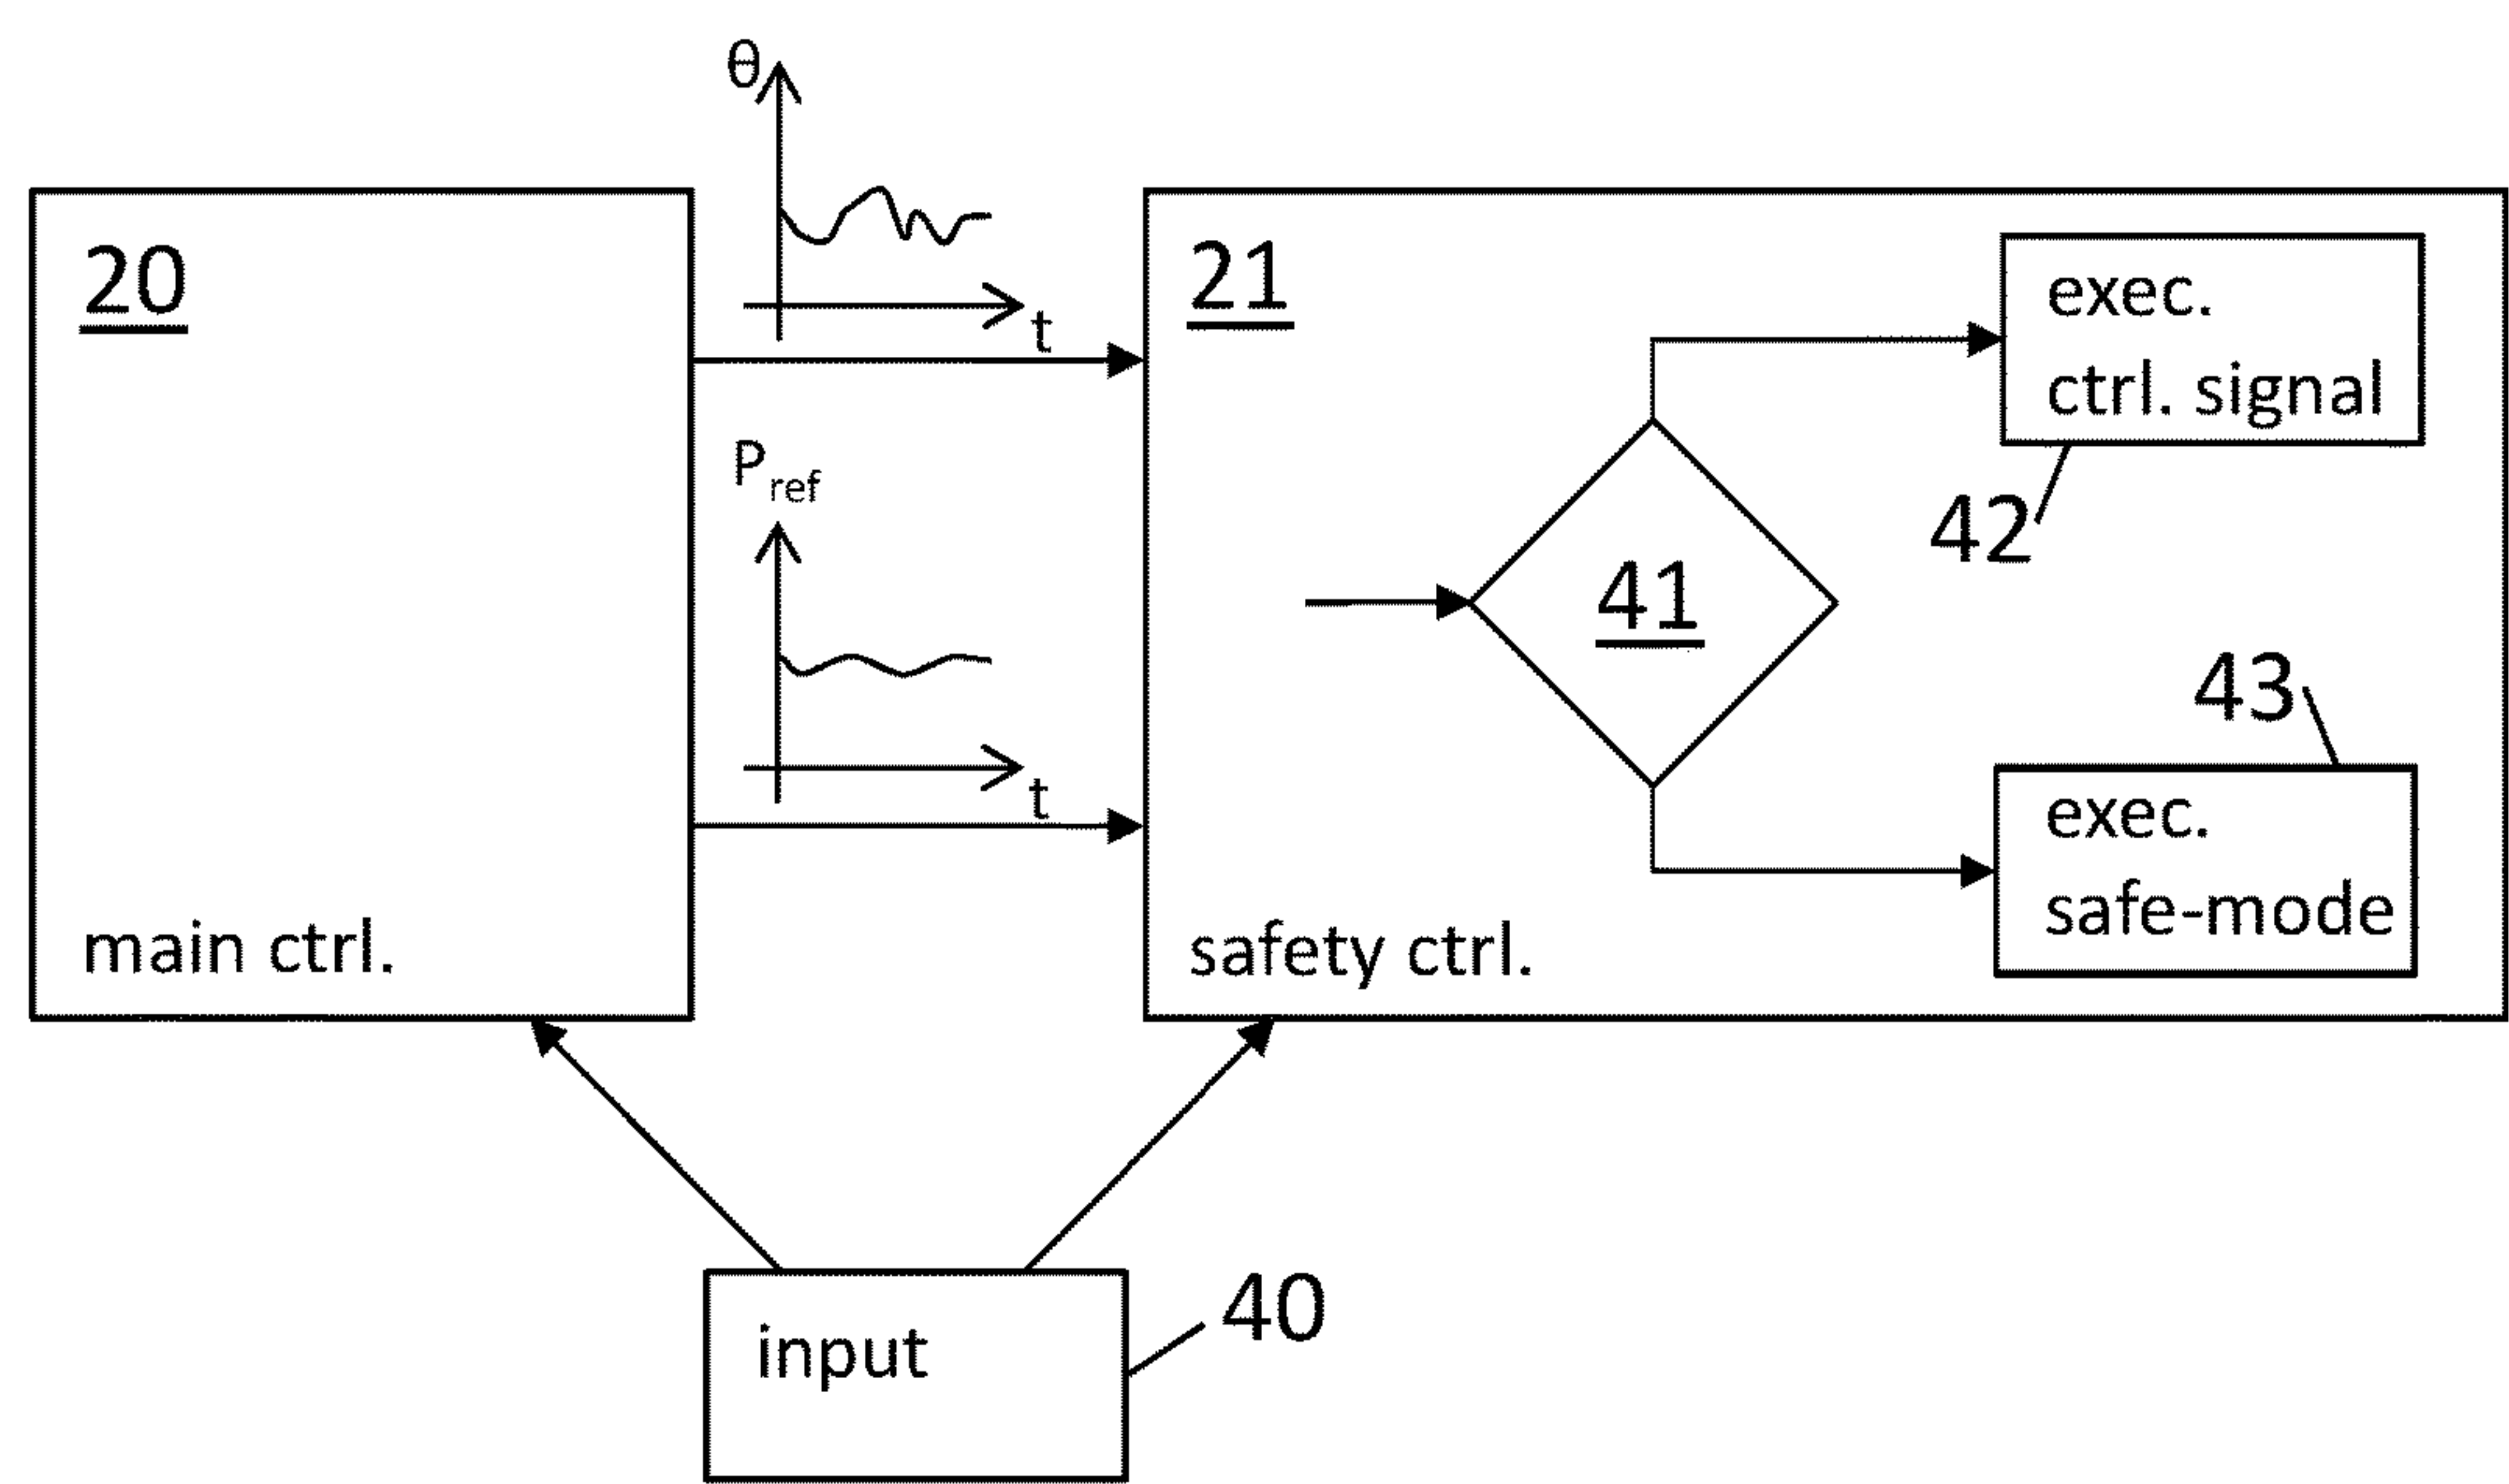 θ
20
t
21
exec.
ctrl. signal
P_ref
42
41
43
t
exec.
safe-mode
main ctrl.
safety ctrl.
input
40